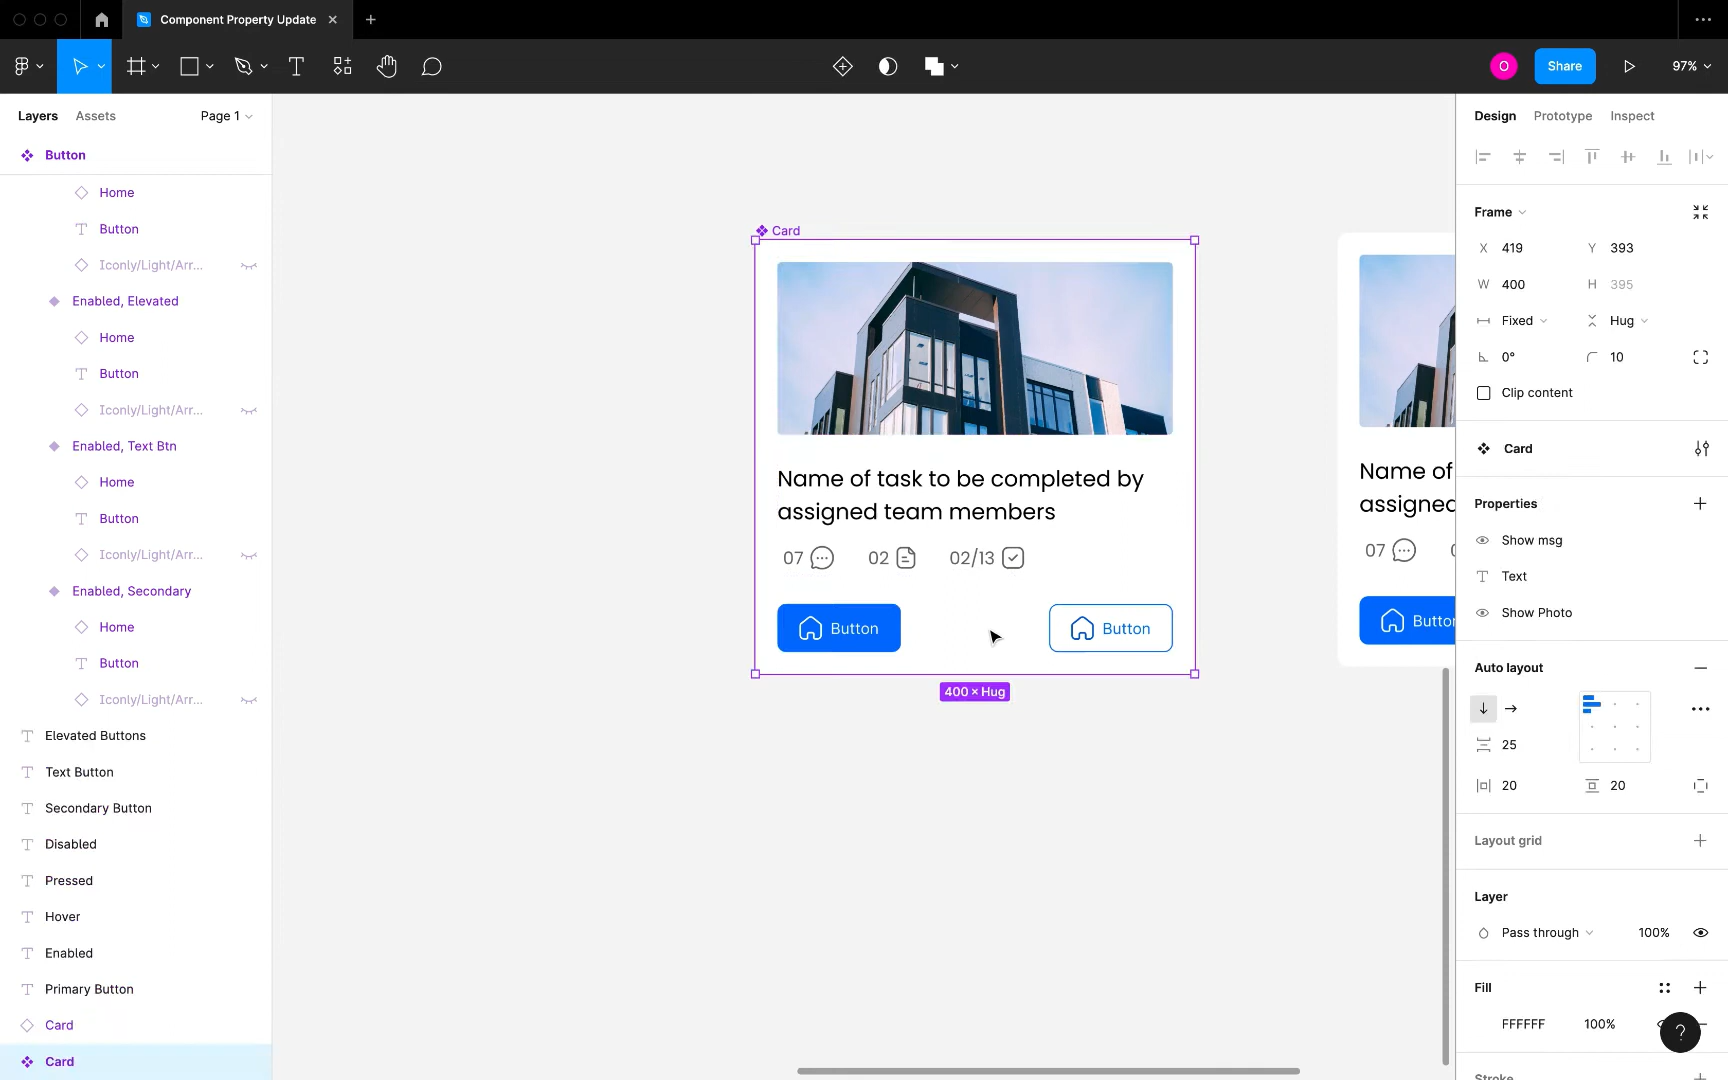 Component Property Update
O
Share
97%
Layers
Assets
Page 1
Button
Home
Button
Iconly/Light/Arr...
Enabled, Elevated
Home
Button
Iconly/Light/Arr...
Enabled, Text Btn
Home
Button
Iconly/Light/Arr...
Enabled, Secondary
Home
Button
Iconly/Light/Arr...
Elevated Buttons
Text Button
Secondary Button
Disabled
Pressed
Hover
Enabled
Primary Button
Card
Card
Card
Name of task to be completed by
assigned team members
07
02
02/13
Button
Button
400 × Hug
Name of
assigned
07
Button
Design
Prototype
Inspect
Frame
X 419
Y 393
W 400
H 395
Fixed
Hug
0°
10
Clip content
Card
Properties
Show msg
Text
Show Photo
Auto layout
25
20
20
Layout grid
Layer
Pass through
100%
Fill
FFFFFF
100%
?
Stroke